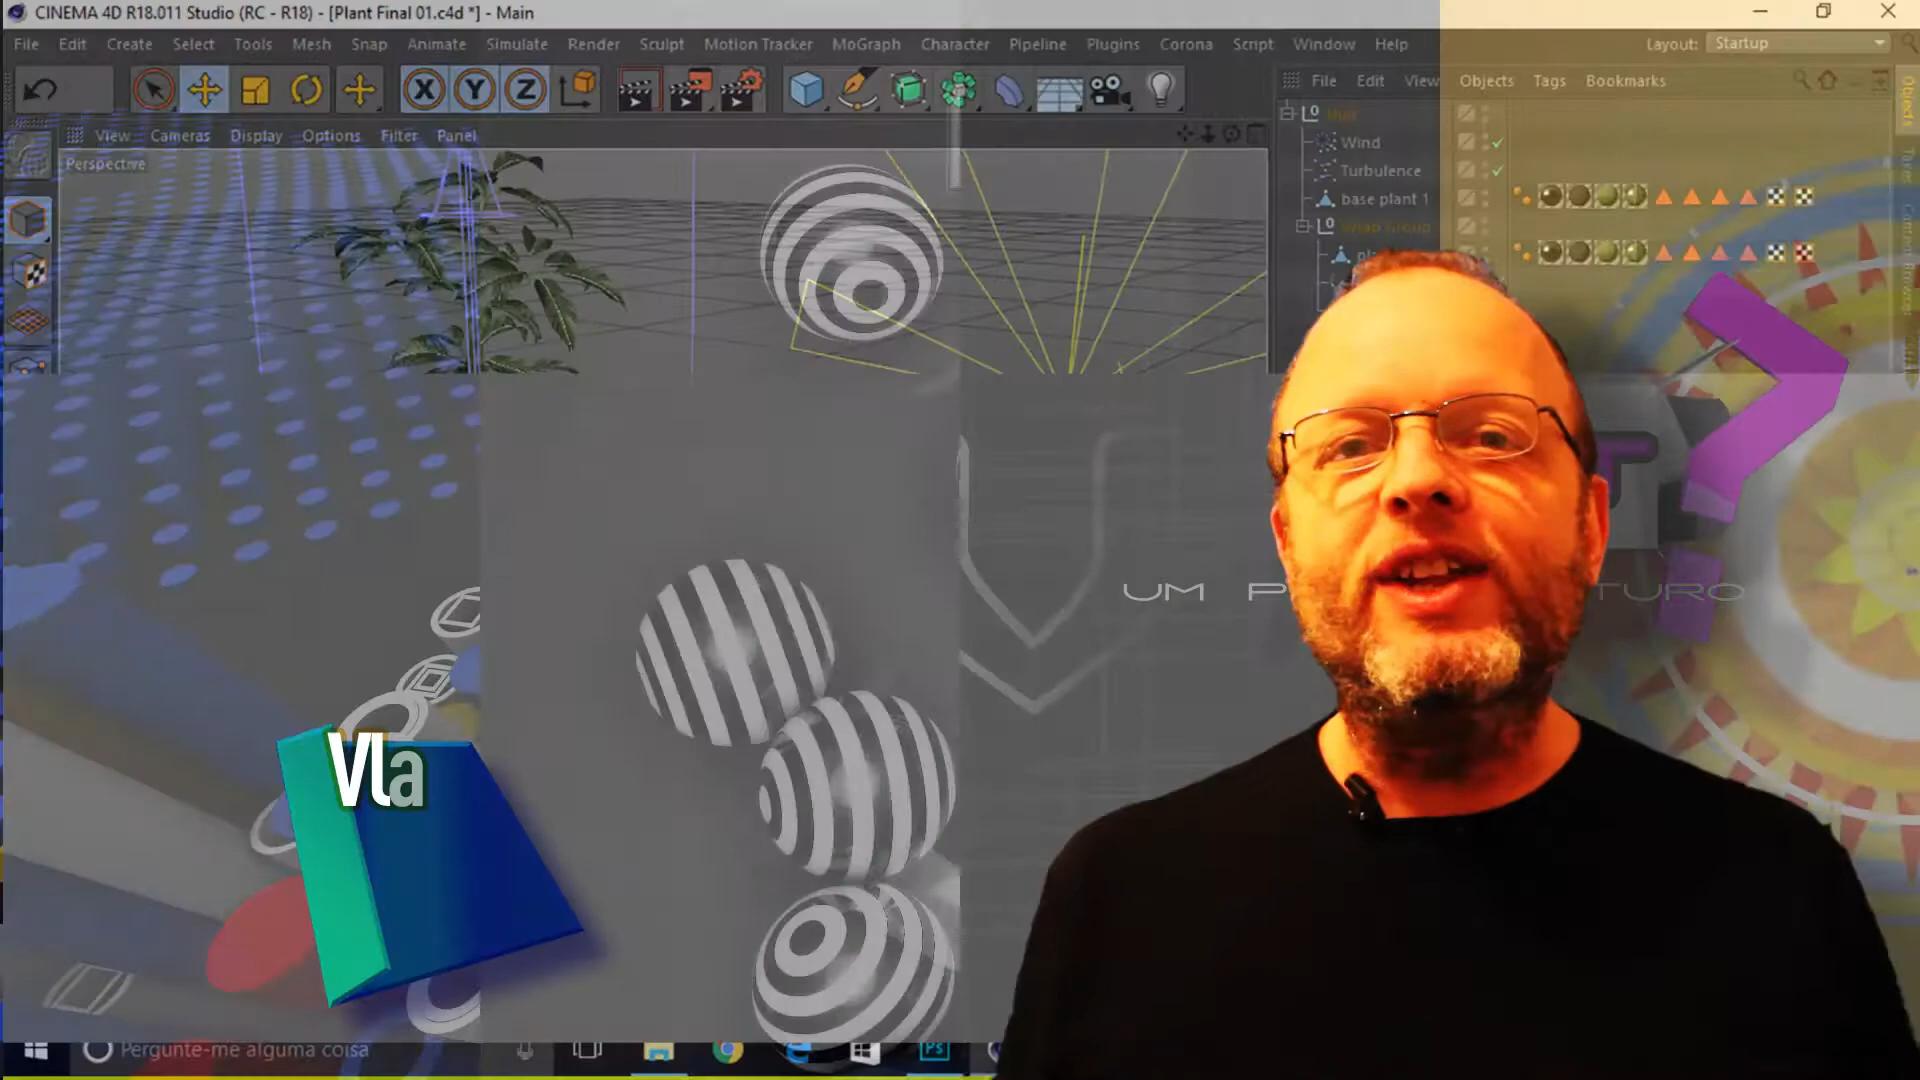 CINEMA 4D R18.011 Studio (RC - R18) - [Plant Final 01.c4d *] - Main
File Edit Create Select Tools Mesh Snap Animate Simulate Render Sculpt Motion Tracker MoGraph Character Pipeline Plugins Corona Script Window Help Layout: Startup
X Y Z File Edit View Objects Tags Bookmarks
View Cameras Display Options Filter Panel
Perspective
Wind
Turbulence
base plant 1
Objects
UM P TURO
Vla
Pergunte-me alguma coisa
Ps